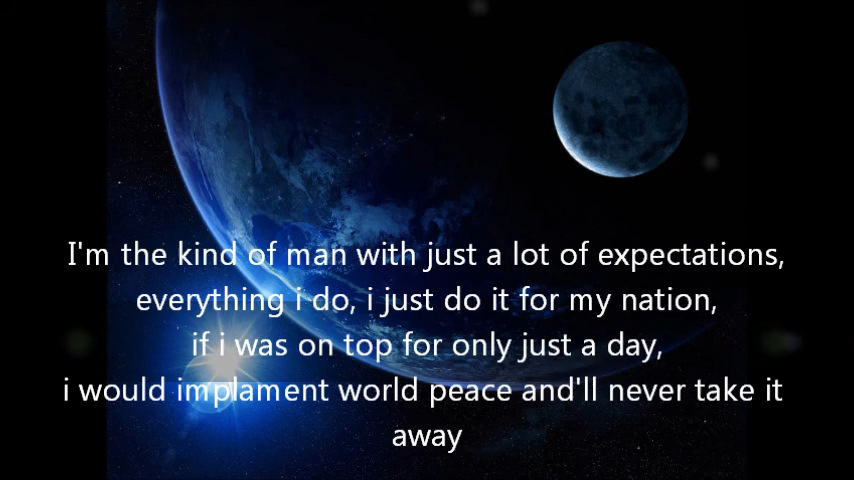 I'm the kind of man with just a lot of expectations,
everything i do, i just do it for my nation,
if i was on top for only just a day,
i would implament world peace and'll never take it
away